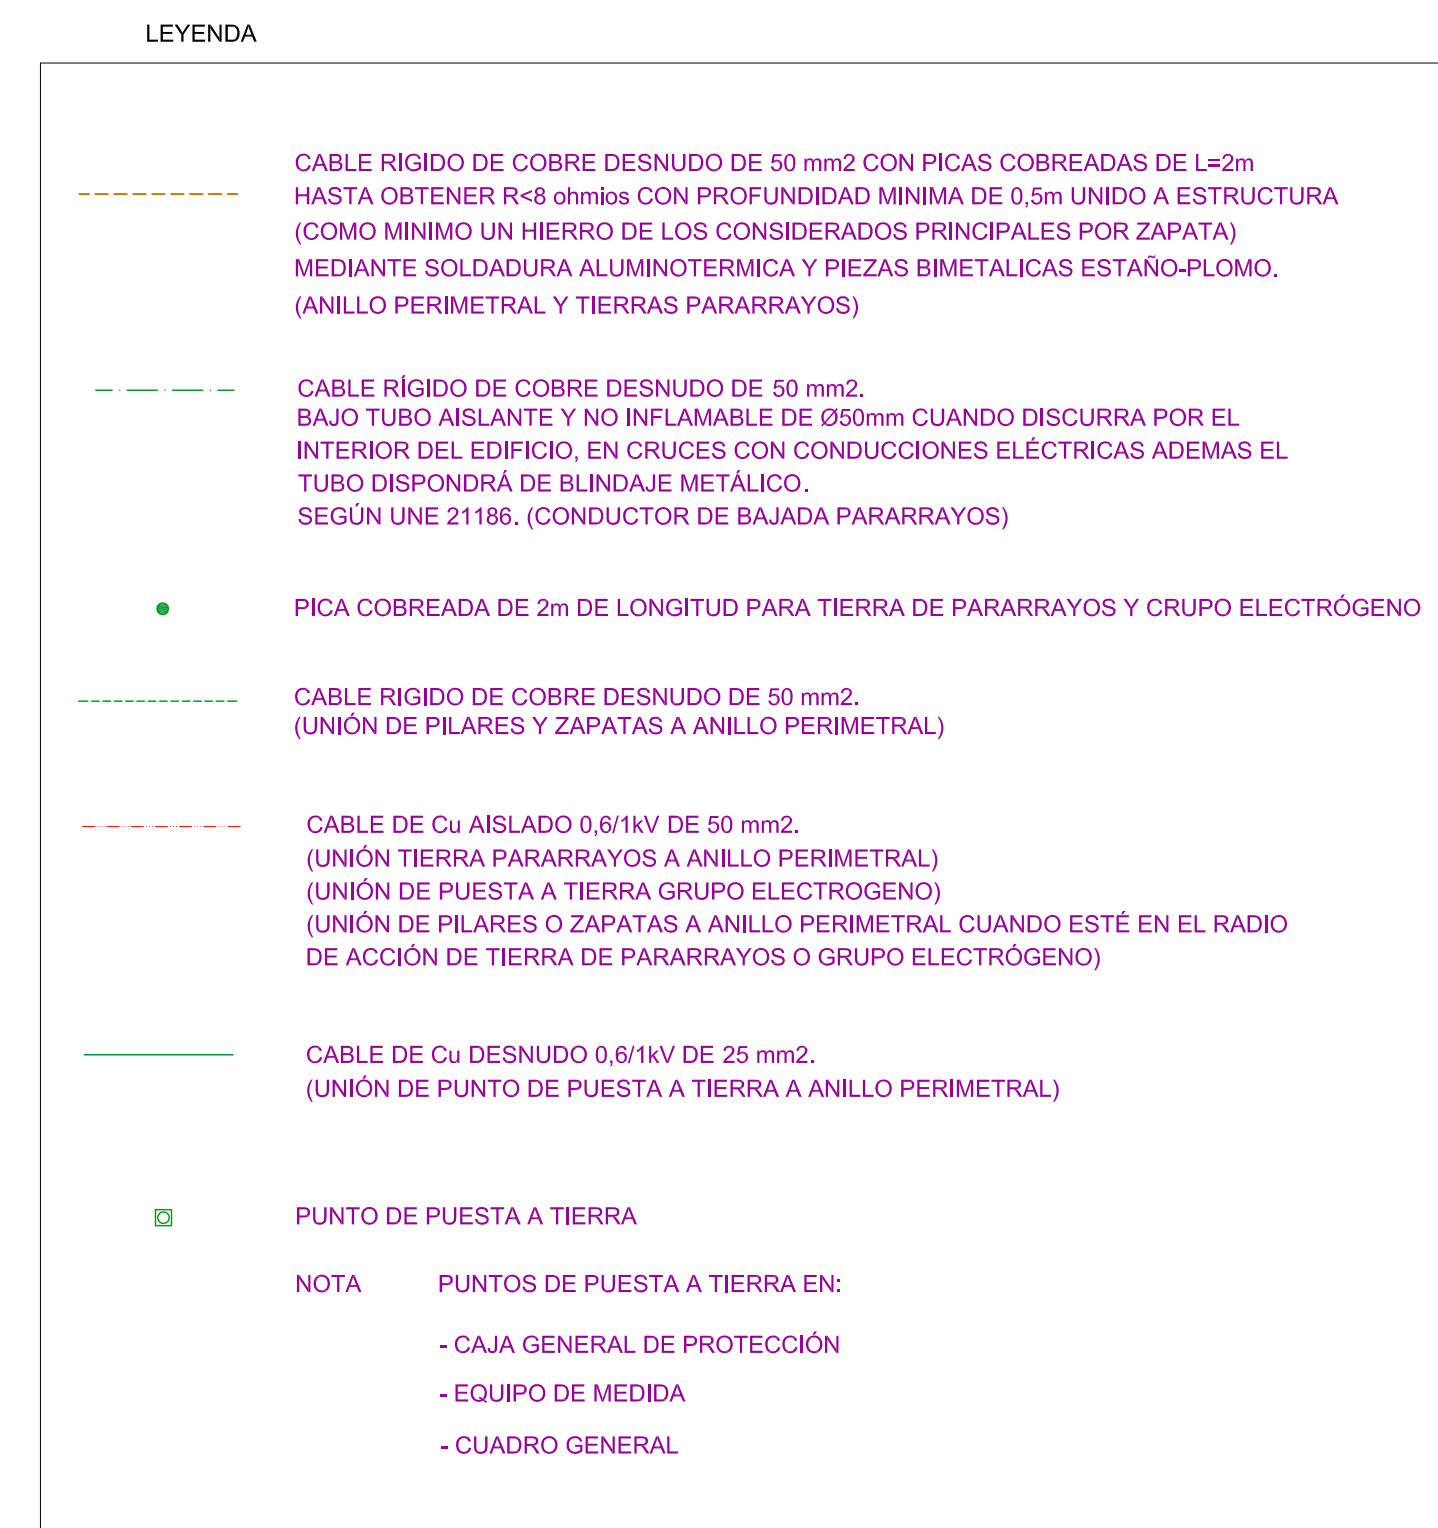 LEYENDA
CABLE RIGIDO DE COBRE DESNUDO DE 50 mm2 CON PICAS COBREADAS DE L=2m
HASTA OBTENER R<8 ohmios CON PROFUNDIDAD MINIMA DE 0,5m UNIDO A ESTRUCTURA
(COMO MINIMO UN HIERRO DE LOS CONSIDERADOS PRINCIPALES POR ZAPATA)
MEDIANTE SOLDADURA ALUMINOTERMICA Y PIEZAS BIMETALICAS ESTAÑO-PLOMO.
(ANILLO PERIMETRAL Y TIERRAS PARARRAYOS)
CABLE RÍGIDO DE COBRE DESNUDO DE 50 mm2.
BAJO TUBO AISLANTE Y NO INFLAMABLE DE Ø50mm CUANDO DISCURRA POR EL
INTERIOR DEL EDIFICIO, EN CRUCES CON CONDUCCIONES ELÉCTRICAS ADEMAS EL
TUBO DISPONDRÁ DE BLINDAJE METÁLICO.
SEGÚN UNE 21186. (CONDUCTOR DE BAJADA PARARRAYOS)
PICA COBREADA DE 2m DE LONGITUD PARA TIERRA DE PARARRAYOS Y CRUPO ELECTRÓGENO
CABLE RIGIDO DE COBRE DESNUDO DE 50 mm2.
(UNIÓN DE PILARES Y ZAPATAS A ANILLO PERIMETRAL)
CABLE DE Cu AISLADO 0,6/1kV DE 50 mm2.
(UNIÓN TIERRA PARARRAYOS A ANILLO PERIMETRAL)
(UNIÓN DE PUESTA A TIERRA GRUPO ELECTROGENO)
(UNIÓN DE PILARES O ZAPATAS A ANILLO PERIMETRAL CUANDO ESTÉ EN EL RADIO
DE ACCIÓN DE TIERRA DE PARARRAYOS O GRUPO ELECTRÓGENO)
CABLE DE Cu DESNUDO 0,6/1kV DE 25 mm2.
(UNIÓN DE PUNTO DE PUESTA A TIERRA A ANILLO PERIMETRAL)
PUNTO DE PUESTA A TIERRA
NOTA PUNTOS DE PUESTA A TIERRA EN:
- CAJA GENERAL DE PROTECCIÓN
- EQUIPO DE MEDIDA
- CUADRO GENERAL